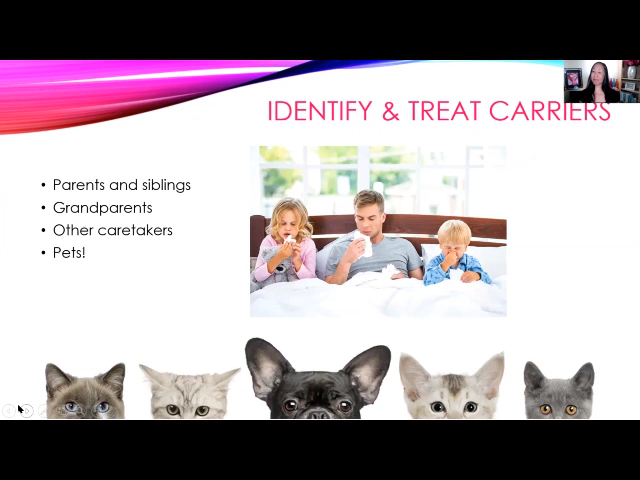 IDENTIFY & TREAT CARRIERS
• Parents and siblings
• Grandparents
• Other caretakers
• Pets!